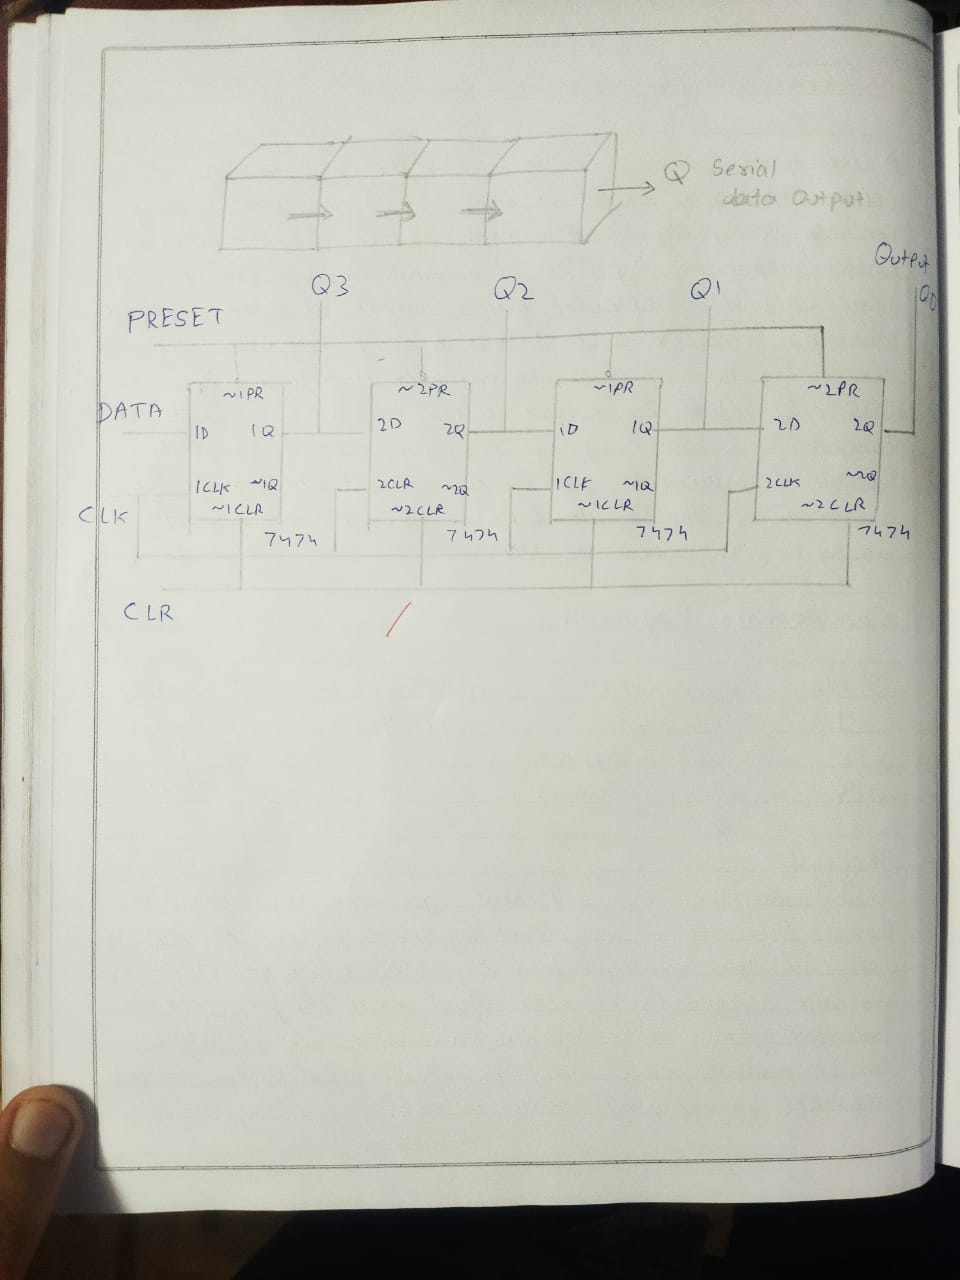 Q Serial
data Output
Output
Q3 Q2 Q1 Q0
PRESET
~1PR ~2PR ~1PR ~2PR
DATA
1D 1Q 2D 2Q 1D 1Q 2D 2Q
1CLK ~1Q 2CLR ~2Q 1CLK ~1Q 2CLK ~2Q
~1CLR ~2CLR ~1CLR ~2CLR
CLK
7474 7474 7474 7474
CLR